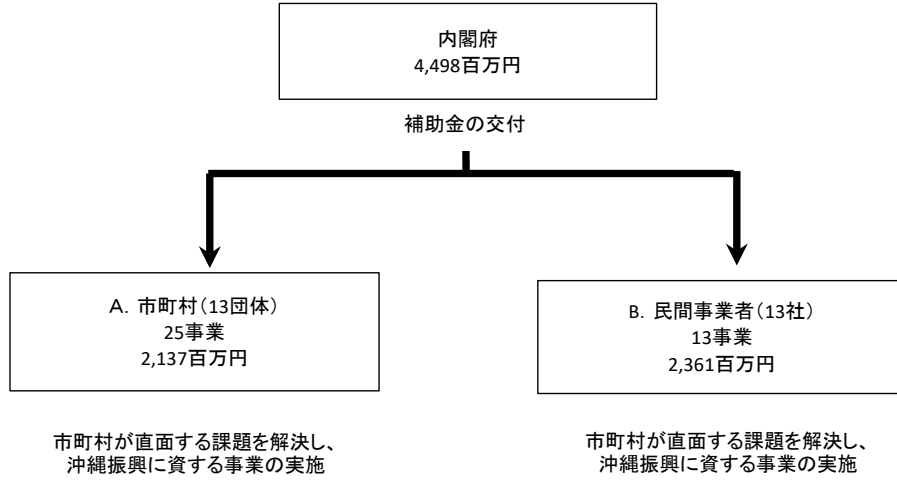 内閣府
4,498百万円
補助金の交付
A. 市町村(13団体)
25事業
2,137百万円
B. 民間事業者(13社)
13事業
2,361百万円
市町村が直面する課題を解決し、
沖縄振興に資する事業の実施
市町村が直面する課題を解決し、
沖縄振興に資する事業の実施